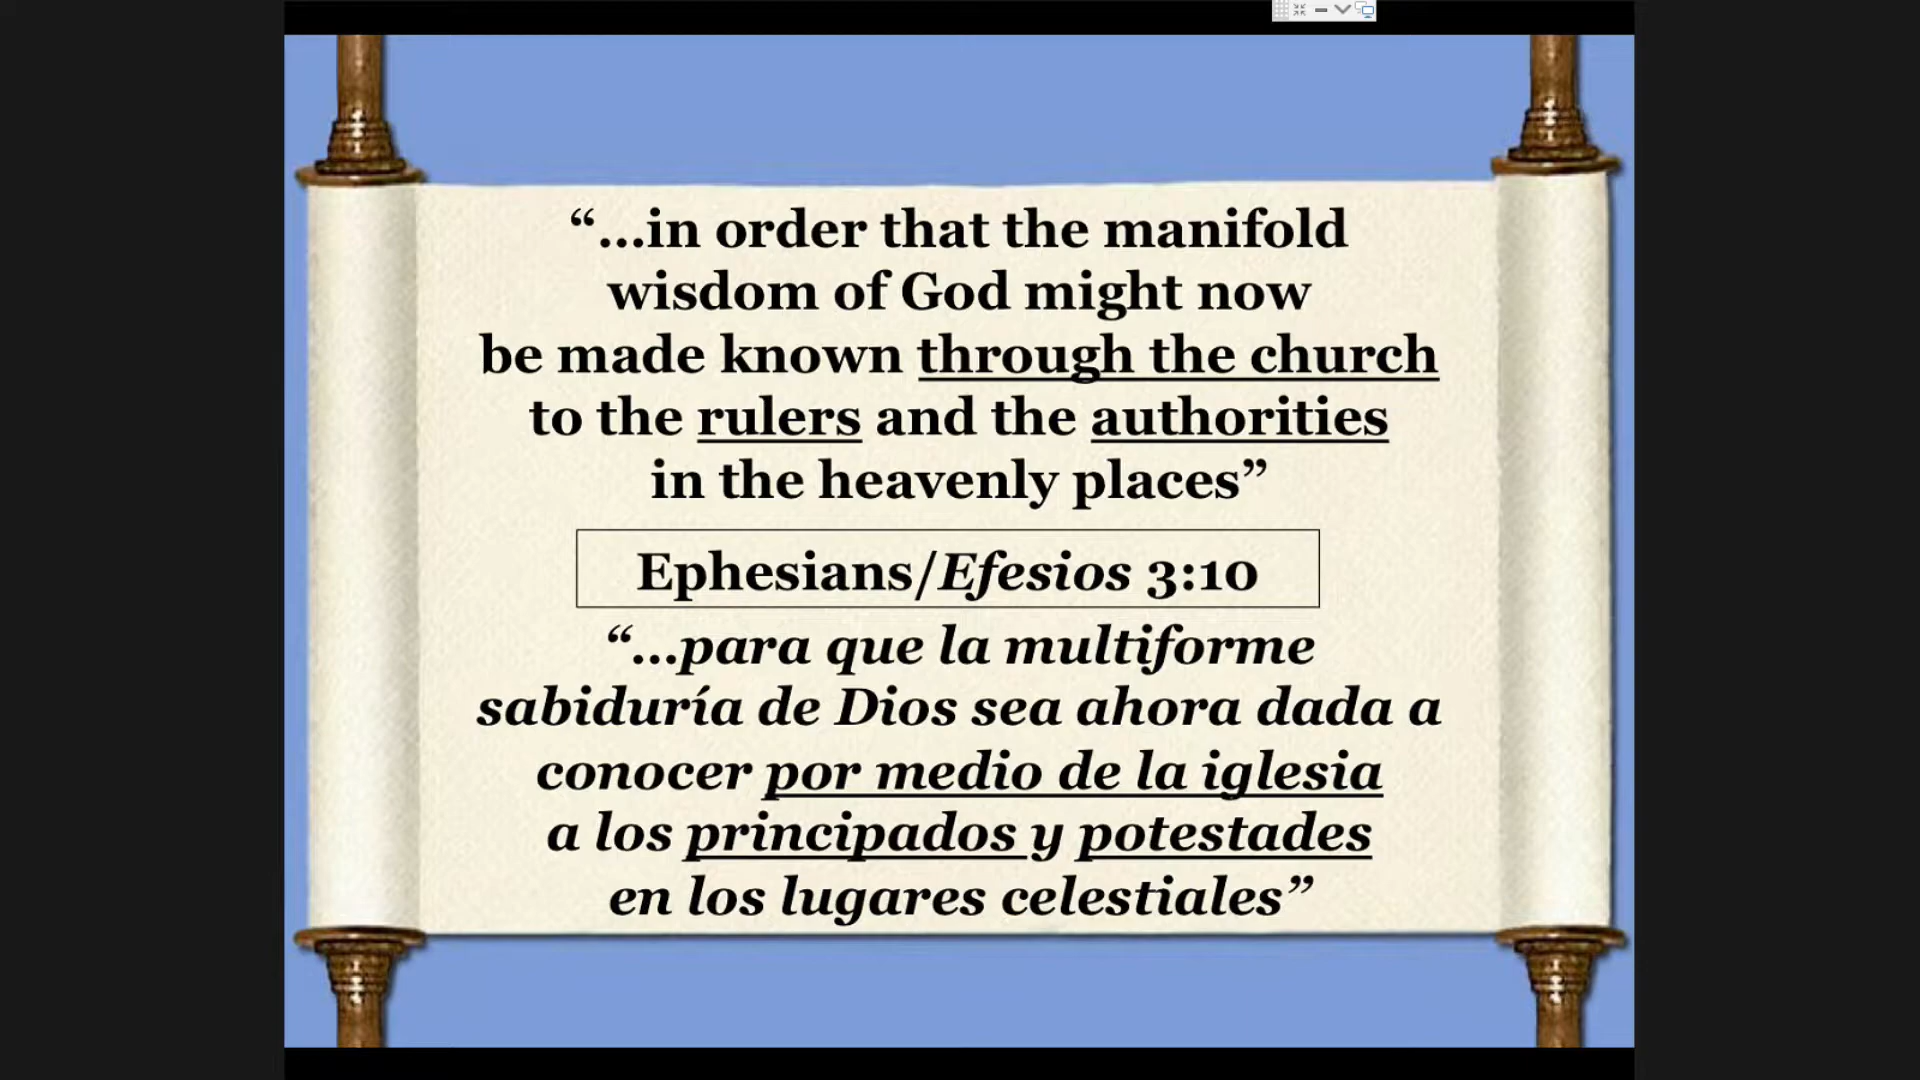 “…in order that the manifold
wisdom of God might now
be made known through the church
to the rulers and the authorities
in the heavenly places”
Ephesians/Efesios 3:10
“…para que la multiforme
sabiduría de Dios sea ahora dada a
conocer por medio de la iglesia
a los principados y potestades
en los lugares celestiales”